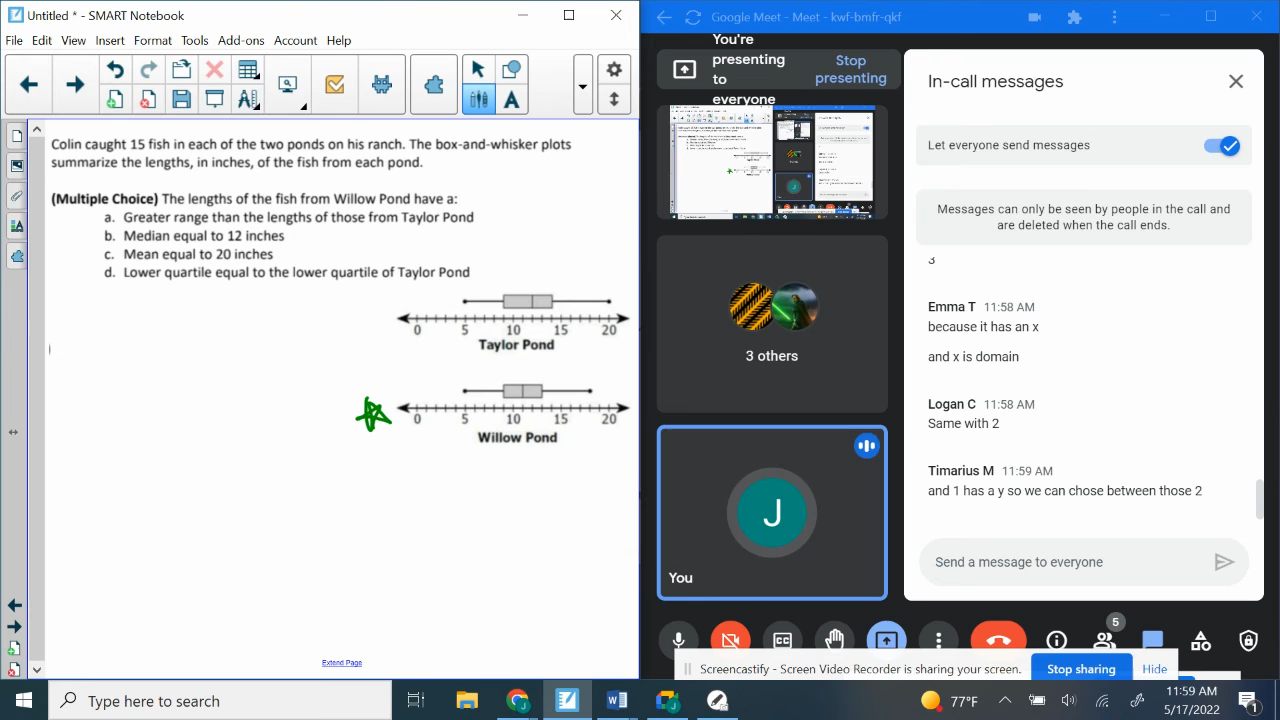 Untitled * - SMART Notebook
File Edit View Insert Format Tools Add-ons Account Help
Colin caught 15 fish in each of the two ponds on his ranch. The box-and-whisker plots
summarize the lengths, in inches, of the fish from each pond.
(Multiple Choice) The lengths of the fish from Willow Pond have a:
a. Greater range than the lengths of those from Taylor Pond
b. Median equal to 12 inches
c. Mean equal to 20 inches
d. Lower quartile equal to the lower quartile of Taylor Pond
0 5 10 15 20
Taylor Pond
0 5 10 15 20
Willow Pond
Extend Page
Google Meet - Meet - kwf-bmfr-qkf
You're
presenting
to
everyone
Stop
presenting
3 others
J
You
In-call messages
Let everyone send messages
Messages can only be seen by people in the call and
are deleted when the call ends.
3
Emma T 11:58 AM
because it has an x
and x is domain
Logan C 11:58 AM
Same with 2
Timarius M 11:59 AM
and 1 has a y so we can chose between those 2
Send a message to everyone
5
Screencastify - Screen Video Recorder is sharing your screen.
Stop sharing
Hide
Type here to search
77°F
11:59 AM
5/17/2022
1